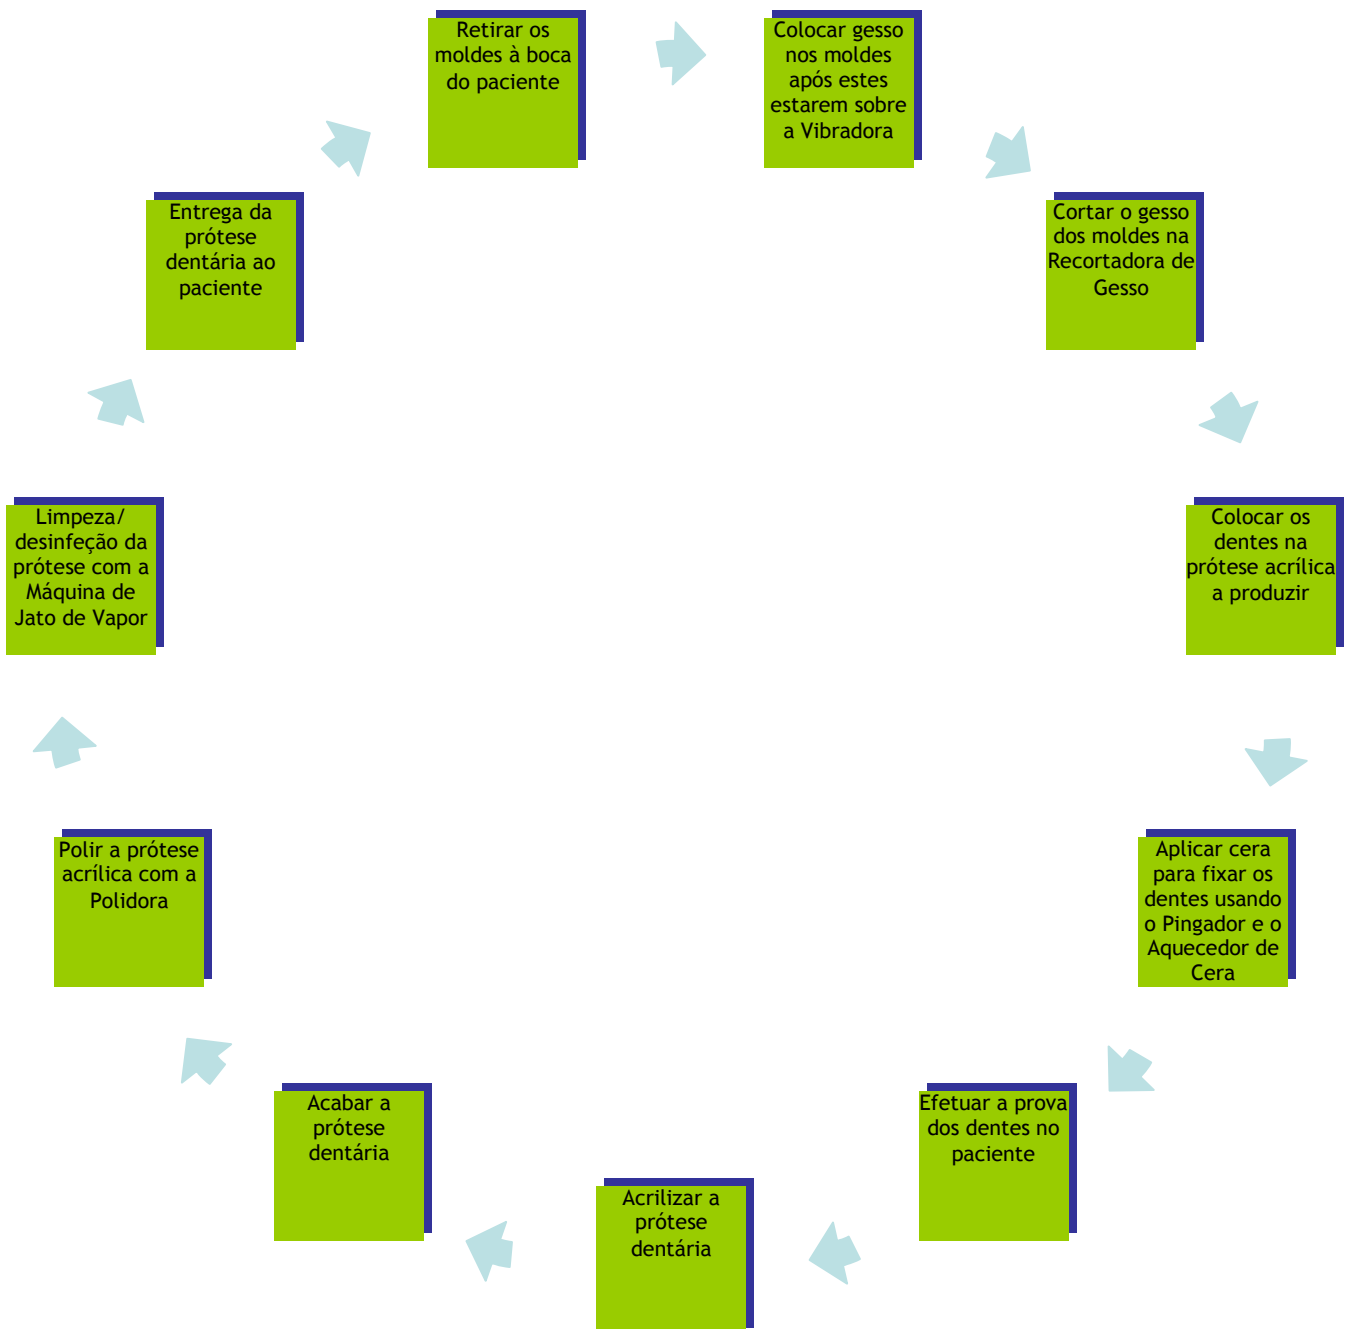 Retirar os
moldes à boca
do paciente
Colocar gesso
nos moldes
após estes
estarem sobre
a Vibradora
Cortar o gesso
dos moldes na
Recortadora de
Gesso
Colocar os
dentes na
prótese acrílica
a produzir
Aplicar cera
para fixar os
dentes usando
o Pingador e o
Aquecedor de
Cera
Efetuar a prova
dos dentes no
paciente
Acrilizar a
prótese
dentária
Acabar a
prótese
dentária
Polir a prótese
acrílica com a
Polidora
Limpeza/
desinfeção da
prótese com a
Máquina de
Jato de Vapor
Entrega da
prótese
dentária ao
paciente